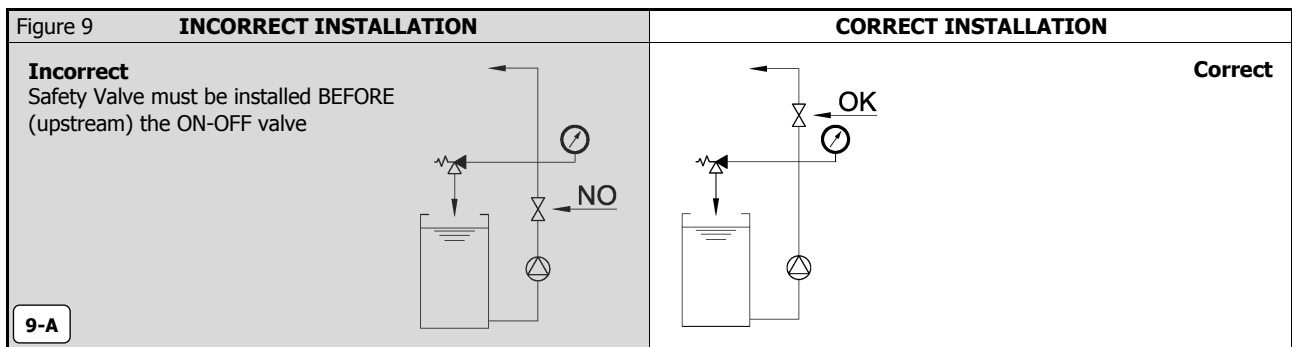 Figure 9 INCORRECT INSTALLATION
CORRECT INSTALLATION
Incorrect
Safety Valve must be installed BEFORE
(upstream) the ON-OFF valve
NO
9-A
Correct
OK